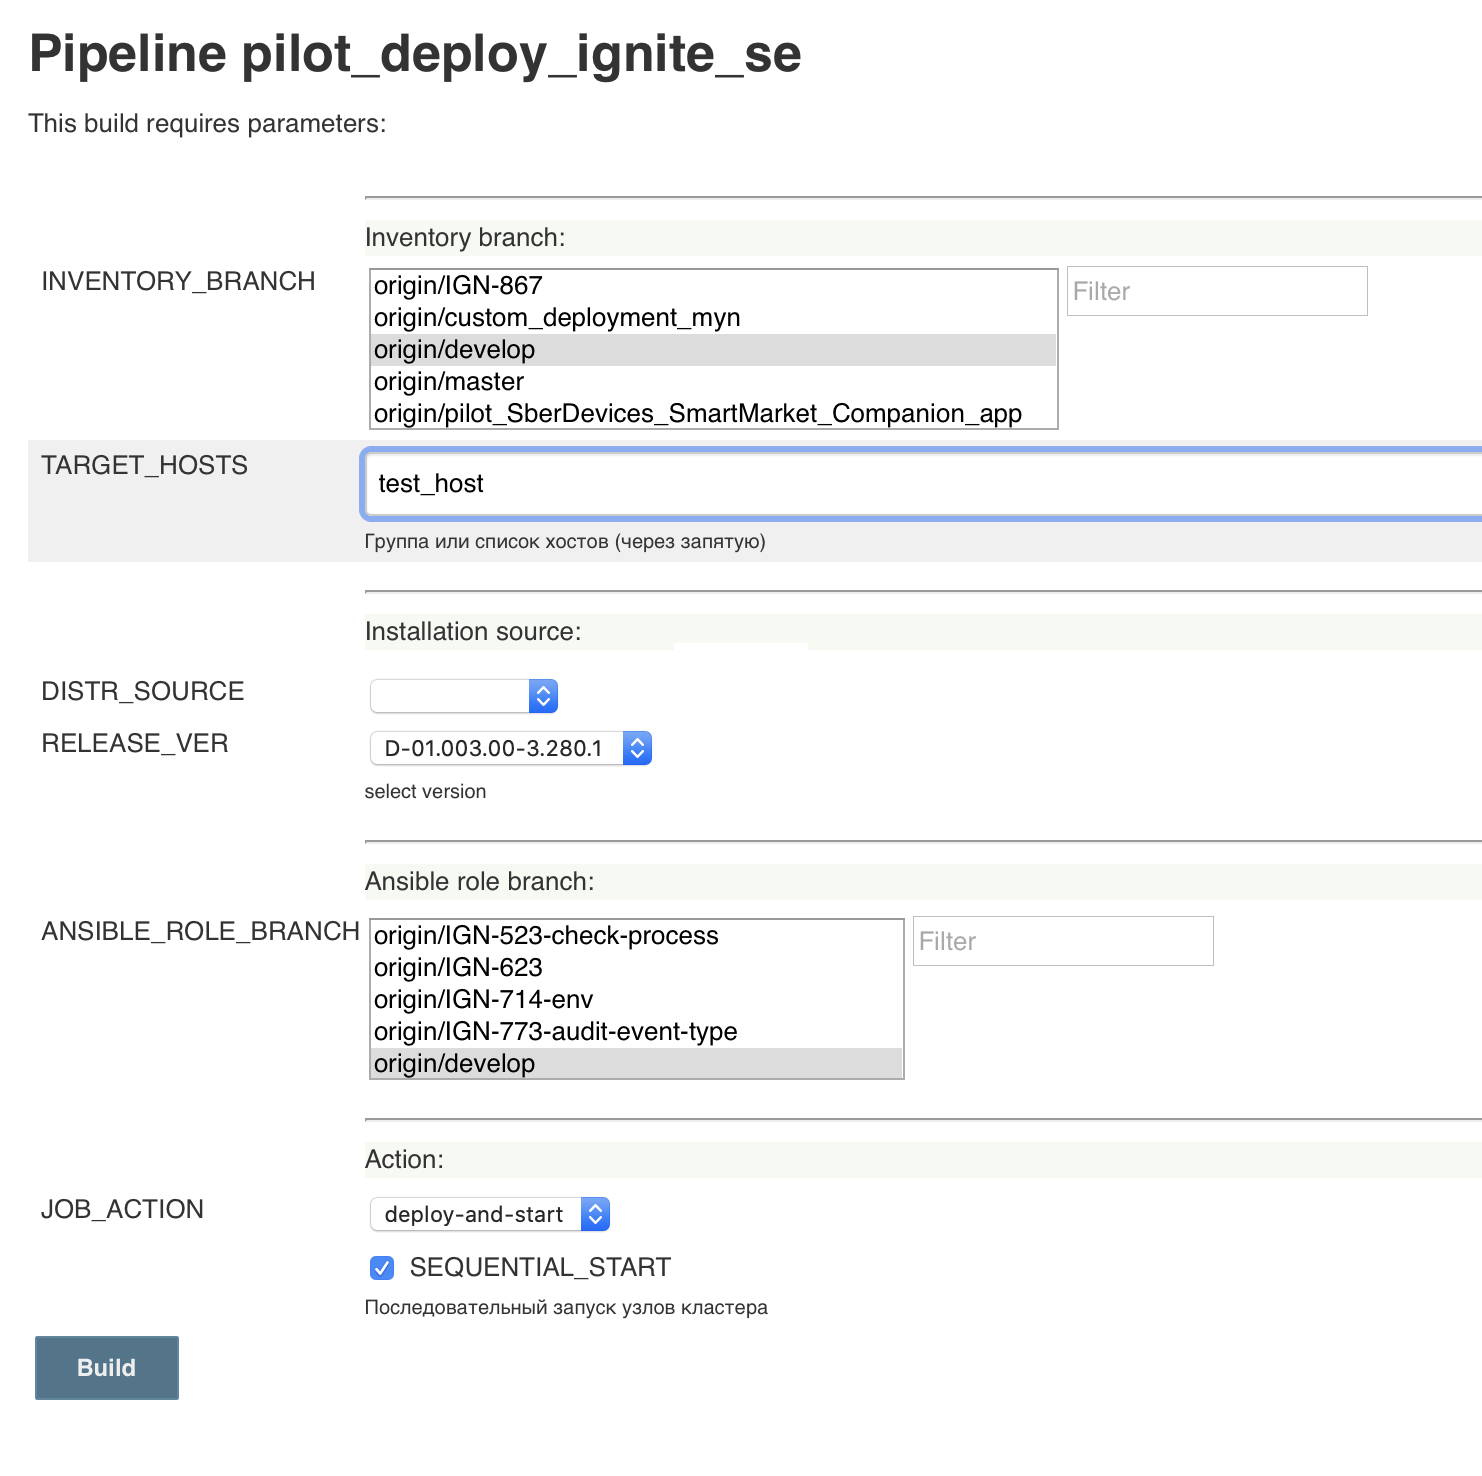 Pipeline pilot_deploy_ignite_se
This build requires parameters:
Inventory branch:
INVENTORY_BRANCH
origin/IGN-867
origin/custom_deployment_myn
origin/develop
origin/master
origin/pilot_SberDevices_SmartMarket_Companion_app
Filter
TARGET_HOSTS
test_host
Группа или список хостов (через запятую)
Installation source:
DISTR_SOURCE
RELEASE_VER
D-01.003.00-3.280.1
select version
Ansible role branch:
ANSIBLE_ROLE_BRANCH
origin/IGN-523-check-process
origin/IGN-623
origin/IGN-714-env
origin/IGN-773-audit-event-type
origin/develop
Filter
Action:
JOB_ACTION
deploy-and-start
SEQUENTIAL_START
Последовательный запуск узлов кластера
Build